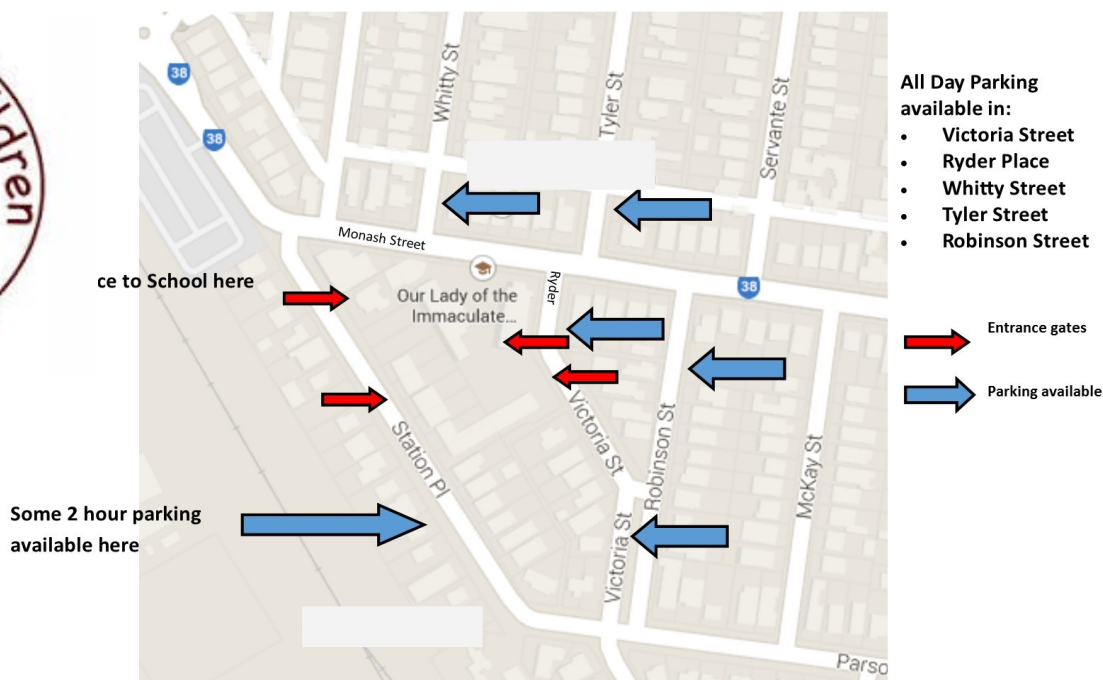 ldren
38
38
Whitty St
Tyler St
Servante St
All Day Parking
available in:
• Victoria Street
• Ryder Place
• Whitty Street
• Tyler Street
• Robinson Street
Monash Street
ce to School here
Our Lady of the
Immaculate...
Ryder
38
Entrance gates
Parking available
Victoria St
Robinson St
McKay St
Station Pl
Some 2 hour parking
available here
Victoria St
Parso